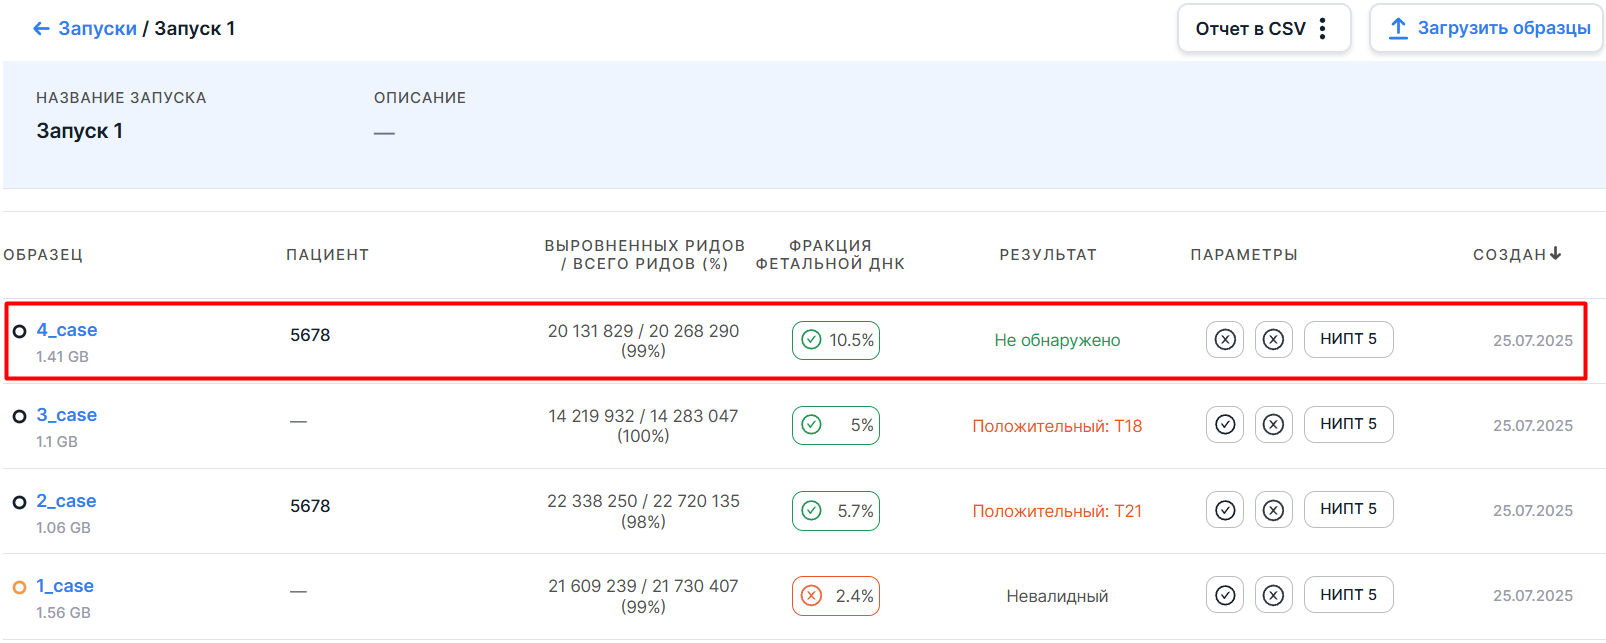 ← Запуски / Запуск 1
Отчет в CSV
Загрузить образцы
НАЗВАНИЕ ЗАПУСКА
ОПИСАНИЕ
Запуск 1
—
ОБРАЗЕЦ
ПАЦИЕНТ
ВЫРОВНЕННЫХ РИДОВ
/ ВСЕГО РИДОВ (%)
ФРАКЦИЯ
ФЕТАЛЬНОЙ ДНК
РЕЗУЛЬТАТ
ПАРАМЕТРЫ
СОЗДАН↓
4_case
1.41 GB
5678
20 131 829 / 20 268 290
(99%)
10.5%
Не обнаружено
НИПТ 5
25.07.2025
3_case
1.1 GB
—
14 219 932 / 14 283 047
(100%)
5%
Положительный: T18
НИПТ 5
25.07.2025
2_case
1.06 GB
5678
22 338 250 / 22 720 135
(98%)
5.7%
Положительный: T21
НИПТ 5
25.07.2025
1_case
1.56 GB
—
21 609 239 / 21 730 407
(99%)
2.4%
Невалидный
НИПТ 5
25.07.2025